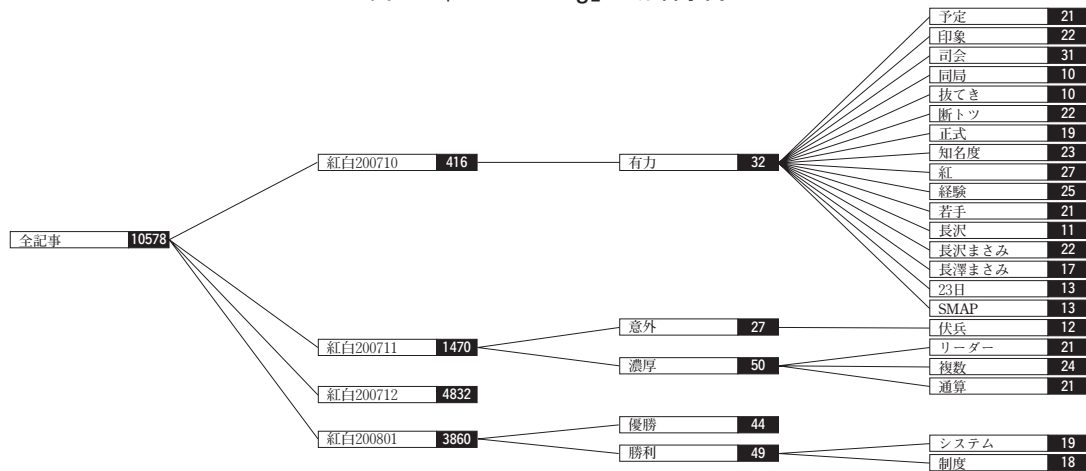 全記事 10578
紅白200710 416
有力 32
予定 21
印象 22
司会 31
同局 10
抜てき 10
断トツ 22
正式 19
知名度 23
紅 27
経験 25
若手 21
長沢 11
長沢まさみ 22
長澤まさみ 17
23日 13
SMAP 13
紅白200711 1470
意外 27
伏兵 12
濃厚 50
リーダー 21
複数 24
通算 21
紅白200712 4832
紅白200801 3860
優勝 44
勝利 49
システム 19
制度 18